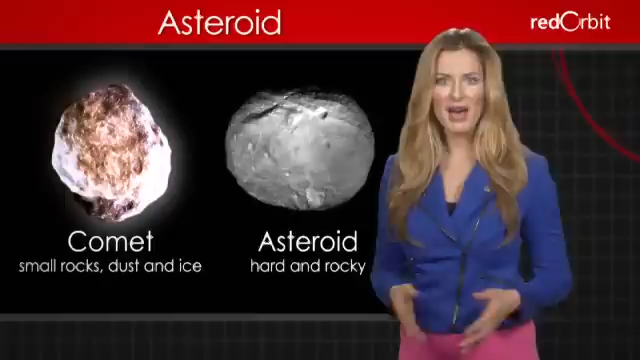 Asteroid
redOrbit
Comet
small rocks, dust and ice
Asteroid
hard and rocky